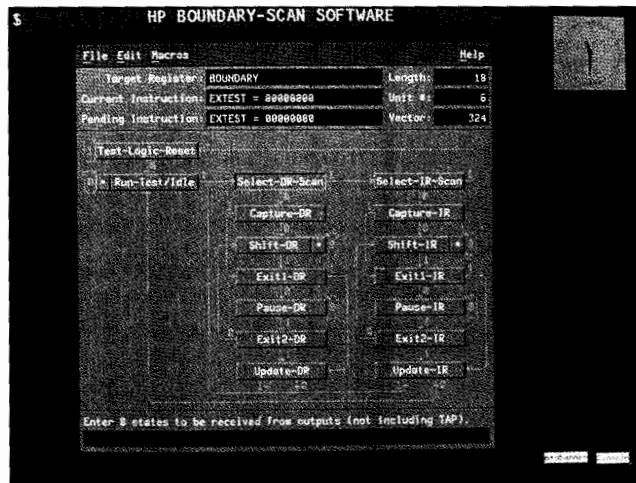 $ HP BOUNDARY-SCAN SOFTWARE
File Edit Macros Help
Target Register: BOUNDARY Length: 18
Current Instruction: EXTEST = 00000000 Unit #: 6
Pending Instruction: EXTEST = 00000000 Vector: 324
Test-Logic-Reset
Run-Test/Idle Select-DR-Scan Select-IR-Scan
Capture-DR Capture-IR
Shift-DR * Shift-IR *
Exit1-DR Exit1-IR
Pause-DR Pause-IR
Exit2-DR Exit2-IR
Update-DR Update-IR
Enter 8 states to be received from outputs (not including TAP).